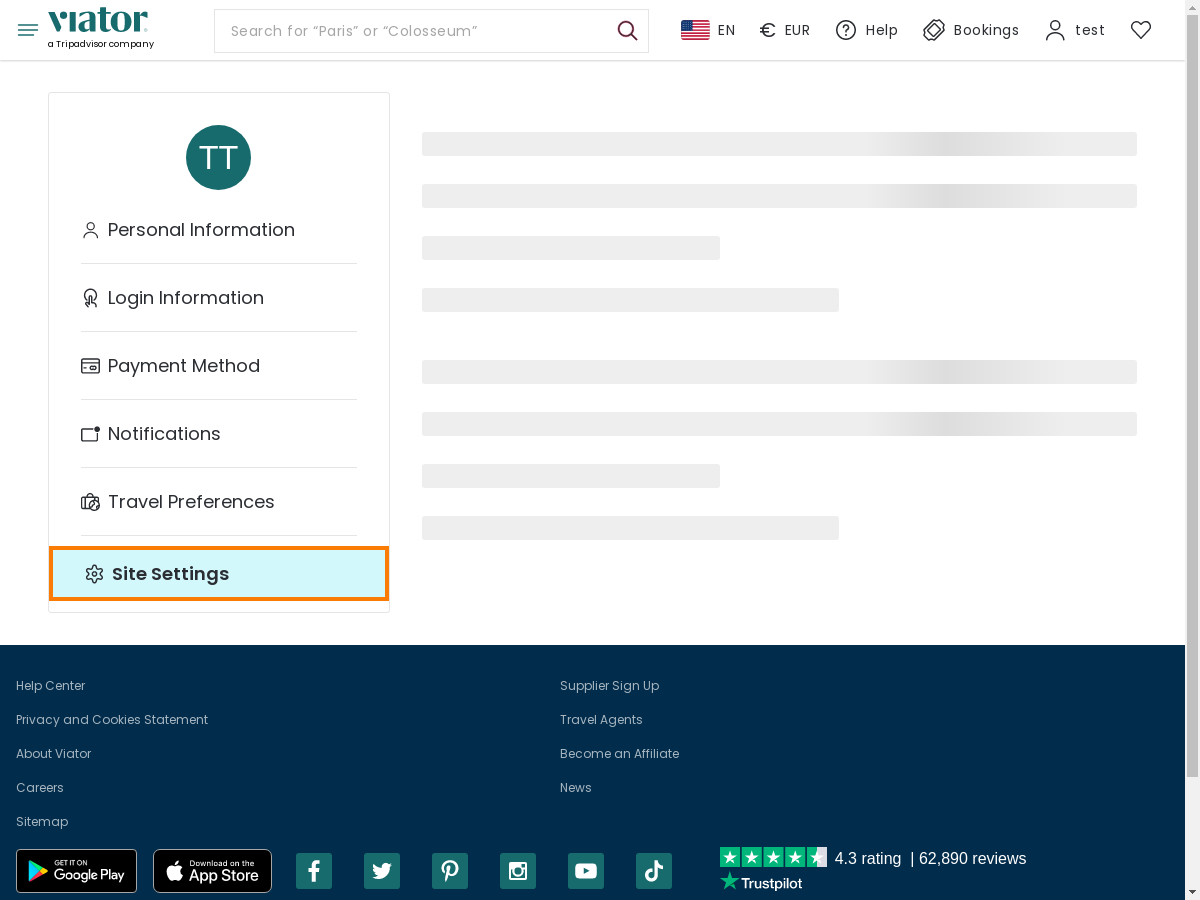 viator
a Tripadvisor company
Search for “Paris” or “Colosseum”
EN
€ EUR
Help
Bookings
test
TT
Personal Information
Login Information
Payment Method
Notifications
Travel Preferences
Site Settings
Help Center
Privacy and Cookies Statement
About Viator
Careers
Sitemap
Supplier Sign Up
Travel Agents
Become an Affiliate
News
GET IT ON
Google Play
Download on the
App Store
4.3 rating | 62,890 reviews
Trustpilot